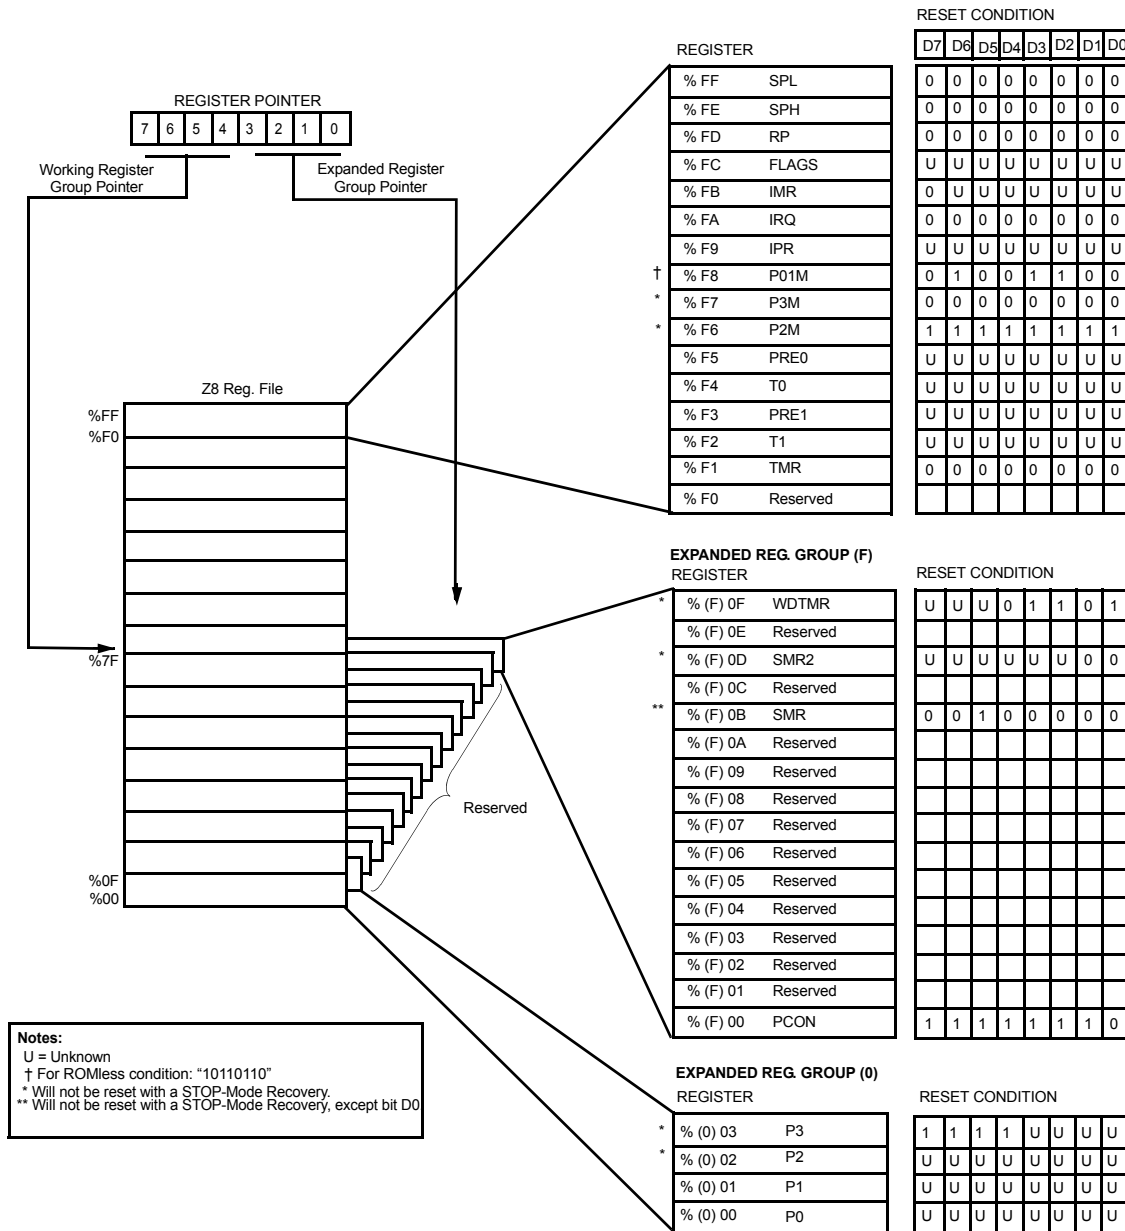 RESET CONDITION
D7 D6 D5 D4 D3 D2 D1 D0
REGISTER
% FF SPL 0 0 0 0 0 0 0 0
% FE SPH 0 0 0 0 0 0 0 0
% FD RP 0 0 0 0 0 0 0 0
% FC FLAGS U U U U U U U U
% FB IMR 0 U U U U U U U
% FA IRQ 0 0 0 0 0 0 0 0
% F9 IPR U U U U U U U U
† % F8 P01M 0 1 0 0 1 1 0 0
* % F7 P3M 0 0 0 0 0 0 0 0
* % F6 P2M 1 1 1 1 1 1 1 1
% F5 PRE0 U U U U U U U U
% F4 T0 U U U U U U U U
% F3 PRE1 U U U U U U U U
% F2 T1 U U U U U U U U
% F1 TMR 0 0 0 0 0 0 0 0
% F0 Reserved
REGISTER POINTER
7 6 5 4 3 2 1 0
Working Register
Group Pointer
Expanded Register
Group Pointer
Z8 Reg. File
%FF
%F0
%7F
%0F
%00
Reserved
EXPANDED REG. GROUP (F)
REGISTER
RESET CONDITION
* % (F) 0F WDTMR U U U 0 1 1 0 1
% (F) 0E Reserved
* % (F) 0D SMR2 U U U U U U 0 0
% (F) 0C Reserved
** % (F) 0B SMR 0 0 1 0 0 0 0 0
% (F) 0A Reserved
% (F) 09 Reserved
% (F) 08 Reserved
% (F) 07 Reserved
% (F) 06 Reserved
% (F) 05 Reserved
% (F) 04 Reserved
% (F) 03 Reserved
% (F) 02 Reserved
% (F) 01 Reserved
% (F) 00 PCON 1 1 1 1 1 1 1 0
Notes:
U = Unknown
† For ROMless condition: “10110110”
* Will not be reset with a STOP-Mode Recovery.
** Will not be reset with a STOP-Mode Recovery, except bit D0.
EXPANDED REG. GROUP (0)
REGISTER
RESET CONDITION
* % (0) 03 P3 1 1 1 1 U U U U
* % (0) 02 P2 U U U U U U U U
% (0) 01 P1 U U U U U U U U
% (0) 00 P0 U U U U U U U U